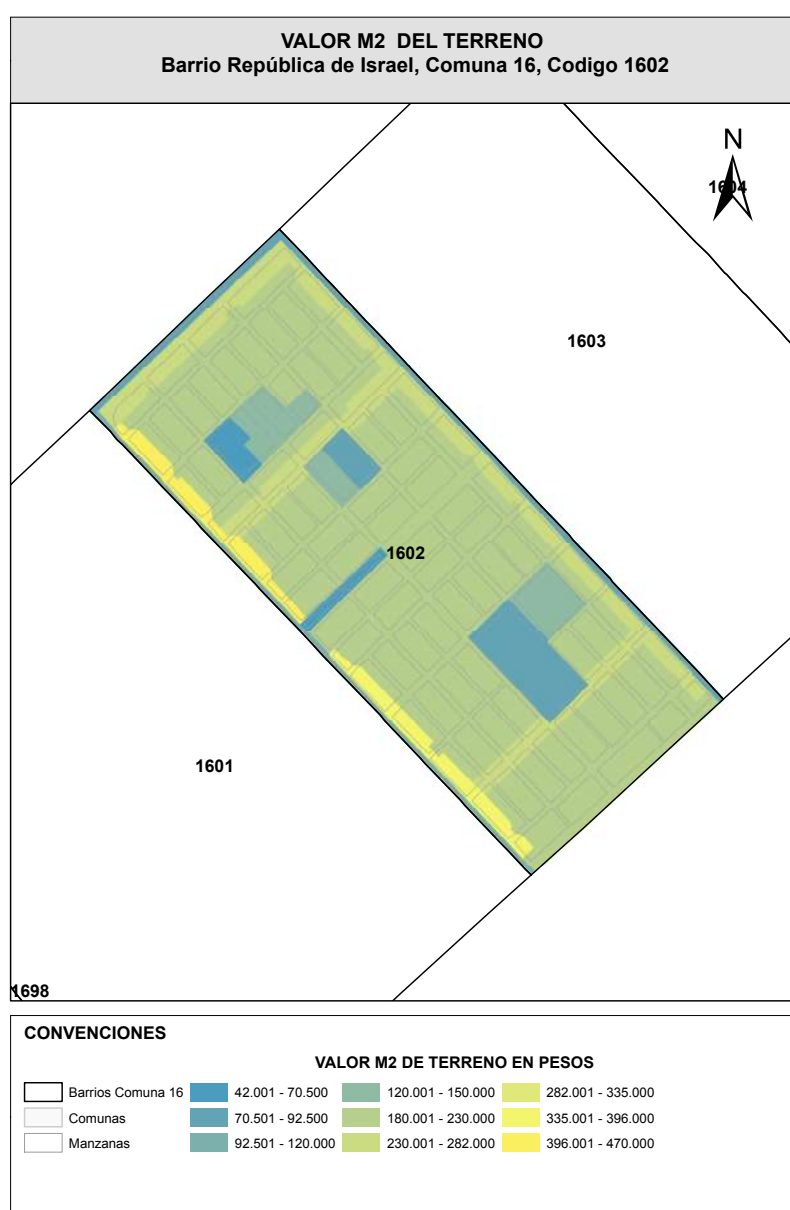 VALOR M2 DEL TERRENO
Barrio República de Israel, Comuna 16, Codigo 1602
N
1604
1603
1602
1601
1698
CONVENCIONES
VALOR M2 DE TERRENO EN PESOS
Barrios Comuna 16 42.001 - 70.500 120.001 - 150.000 282.001 - 335.000
Comunas 70.501 - 92.500 180.001 - 230.000 335.001 - 396.000
Manzanas 92.501 - 120.000 230.001 - 282.000 396.001 - 470.000